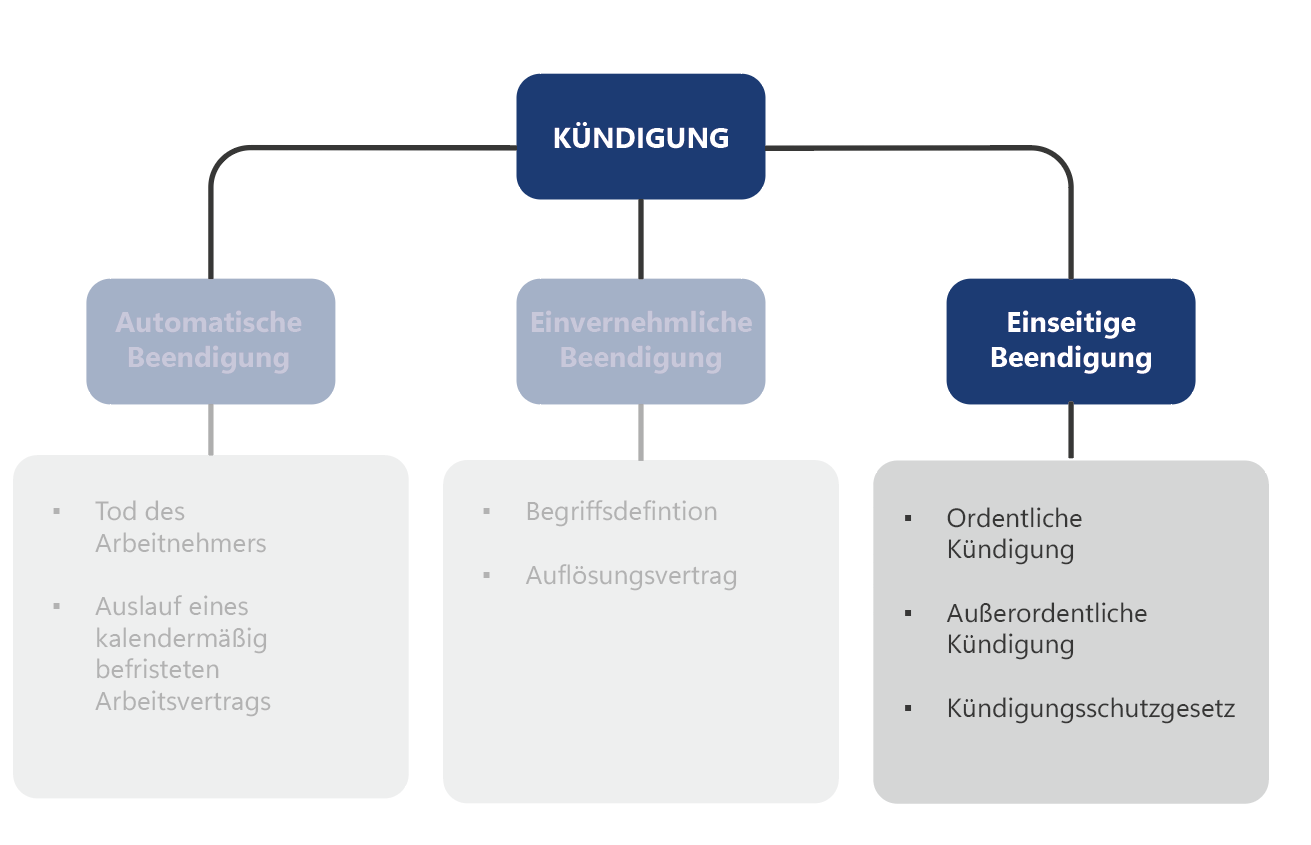 KÜNDIGUNG
Automatische
Beendigung
Einvernehmliche
Beendigung
Einseitige
Beendigung
▪ Tod des
Arbeitnehmers
▪ Auslauf eines
kalendermäßig
befristeten
Arbeitsvertrags
▪ Begriffsdefintion
▪ Auflösungsvertrag
▪ Ordentliche
Kündigung
▪ Außerordentliche
Kündigung
▪ Kündigungsschutzgesetz